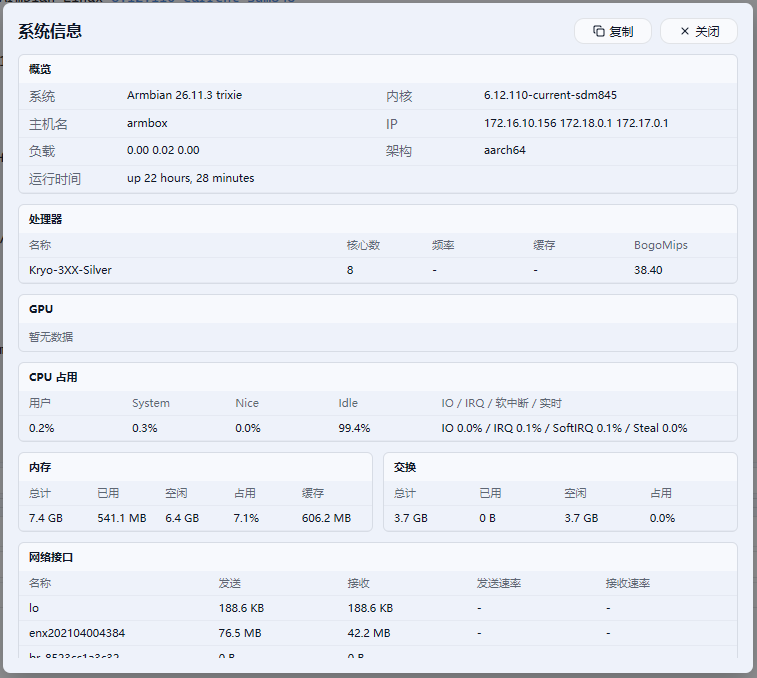 系统信息
复制
关闭
概览
系统 Armbian 26.11.3 trixie 内核 6.12.110-current-sdm845
主机名 armbox IP 172.16.10.156 172.18.0.1 172.17.0.1
负载 0.00 0.02 0.00 架构 aarch64
运行时间 up 22 hours, 28 minutes
处理器
名称 核心数 频率 缓存 BogoMips
Kryo-3XX-Silver 8 - - 38.40
GPU
暂无数据
CPU 占用
用户 System Nice Idle IO / IRQ / 软中断 / 实时
0.2% 0.3% 0.0% 99.4% IO 0.0% / IRQ 0.1% / SoftIRQ 0.1% / Steal 0.0%
内存
总计 已用 空闲 占用 缓存
7.4 GB 541.1 MB 6.4 GB 7.1% 606.2 MB
交换
总计 已用 空闲 占用
3.7 GB 0 B 3.7 GB 0.0%
网络接口
名称 发送 接收 发送速率 接收速率
lo 188.6 KB 188.6 KB - -
enx202104004384 76.5 MB 42.2 MB - -
0 B 0 B